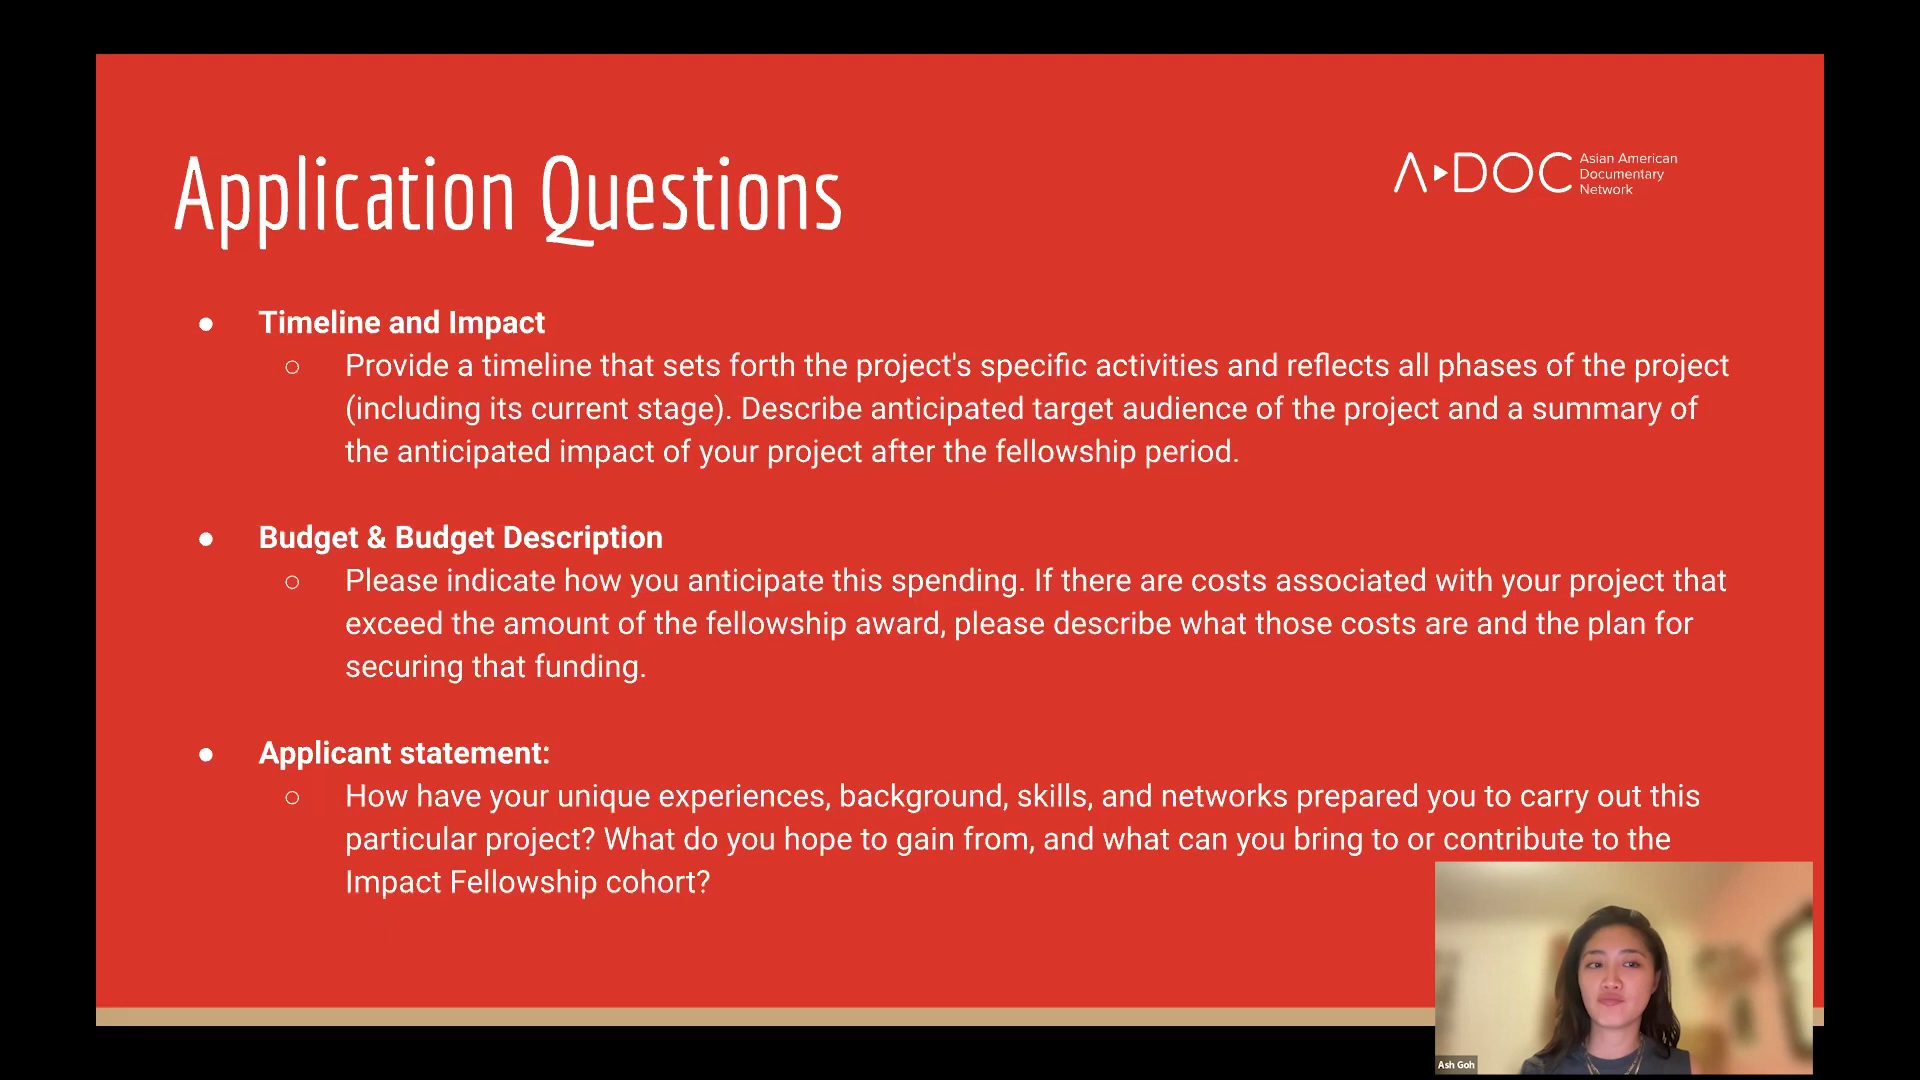 Application Questions
A DOC
Asian American
Documentary
Network
● Timeline and Impact
○ Provide a timeline that sets forth the project's specific activities and reflects all phases of the project
(including its current stage). Describe anticipated target audience of the project and a summary of
the anticipated impact of your project after the fellowship period.
● Budget & Budget Description
○ Please indicate how you anticipate this spending. If there are costs associated with your project that
exceed the amount of the fellowship award, please describe what those costs are and the plan for
securing that funding.
● Applicant statement:
○ How have your unique experiences, background, skills, and networks prepared you to carry out this
particular project? What do you hope to gain from, and what can you bring to or contribute to the
Impact Fellowship cohort?
Ash Goh